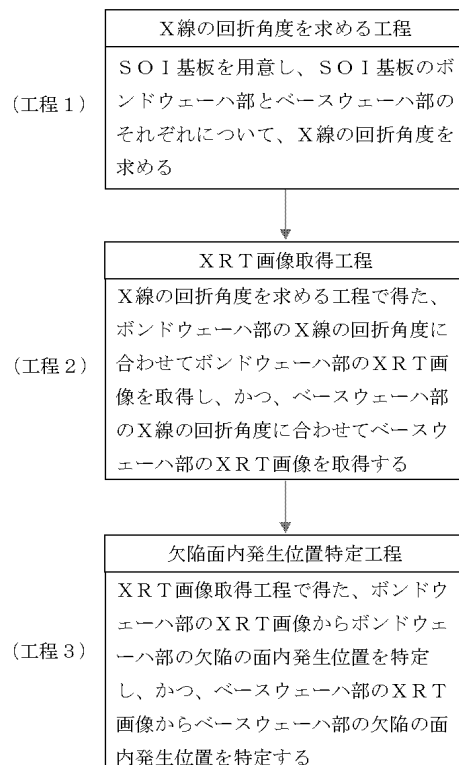 X線の回折角度を求める工程
(工程1)
SOI基板を用意し、SOI基板のボ
ンドウェーハ部とベースウェーハ部の
それぞれについて、X線の回折角度を
求める
XRT画像取得工程
(工程2)
X線の回折角度を求める工程で得た、
ボンドウェーハ部のX線の回折角度に
合わせてボンドウェーハ部のXRT画
像を取得し、かつ、ベースウェーハ部
のX線の回折角度に合わせてベースウ
ェーハ部のXRT画像を取得する
欠陥面内発生位置特定工程
(工程3)
XRT画像取得工程で得た、ボンドウ
ェーハ部のXRT画像からボンドウェ
ーハ部の欠陥の面内発生位置を特定
し、かつ、ベースウェーハ部のXRT
画像からベースウェーハ部の欠陥の面
内発生位置を特定する